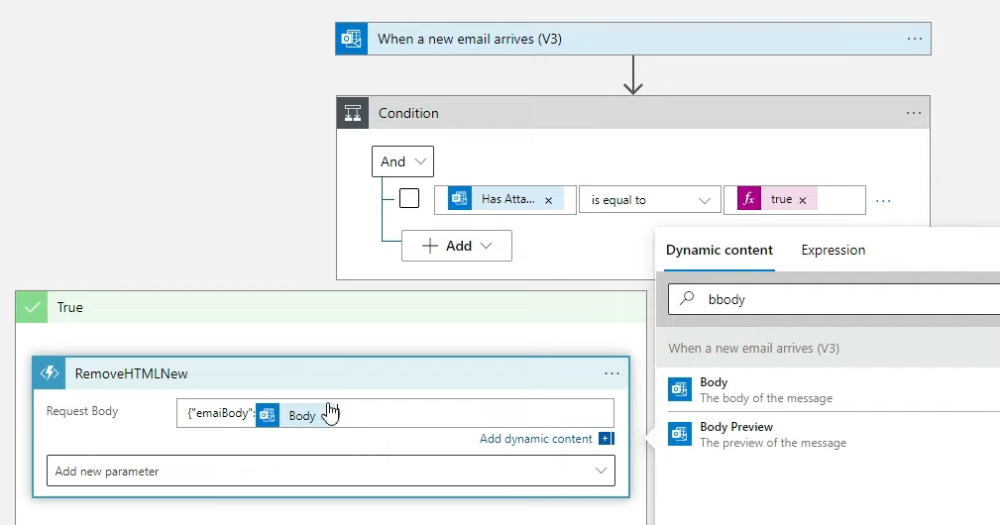 When a new email arrives (V3)
Condition
And
Has Atta...
is equal to
fx
true
Add
Dynamic content
Expression
bbody
When a new email arrives (V3)
Body
The body of the message
Body Preview
The preview of the message
True
RemoveHTMLNew
Request Body
{"emaiBody":
Body
Add dynamic content
Add new parameter